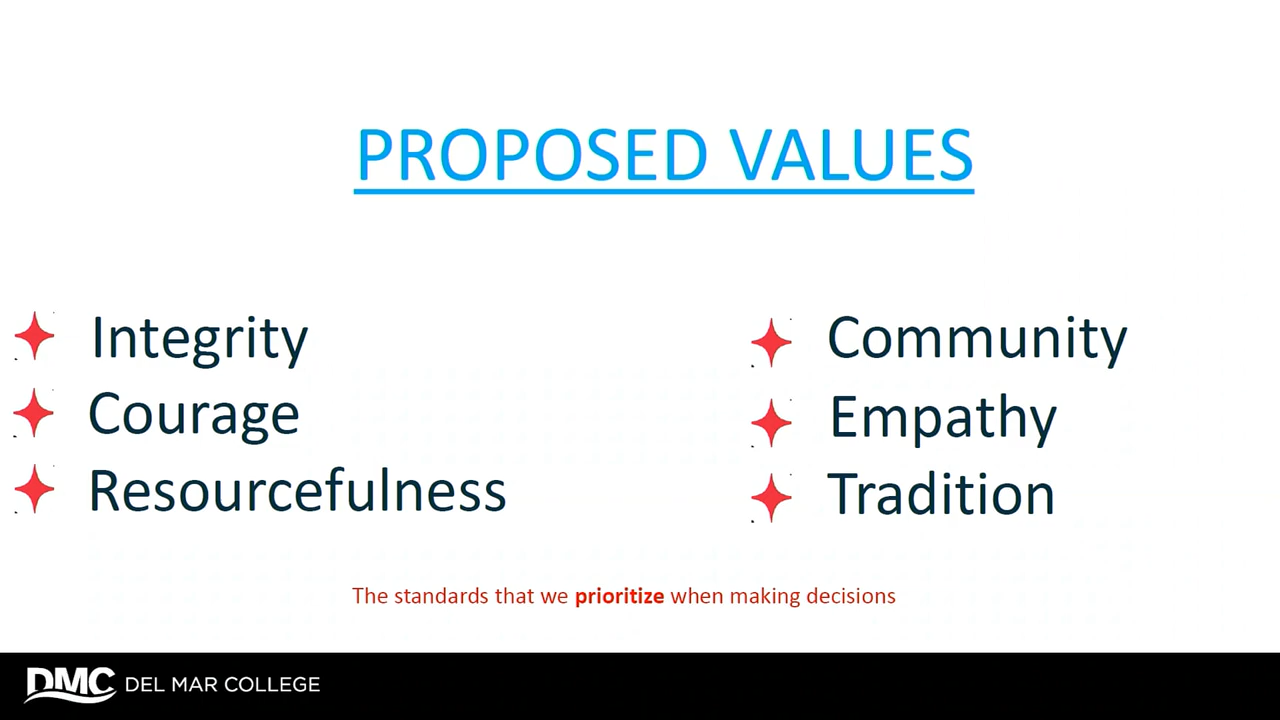 PROPOSED VALUES
Integrity
Courage
Resourcefulness
Community
Empathy
Tradition
The standards that we prioritize when making decisions
DMC DEL MAR COLLEGE